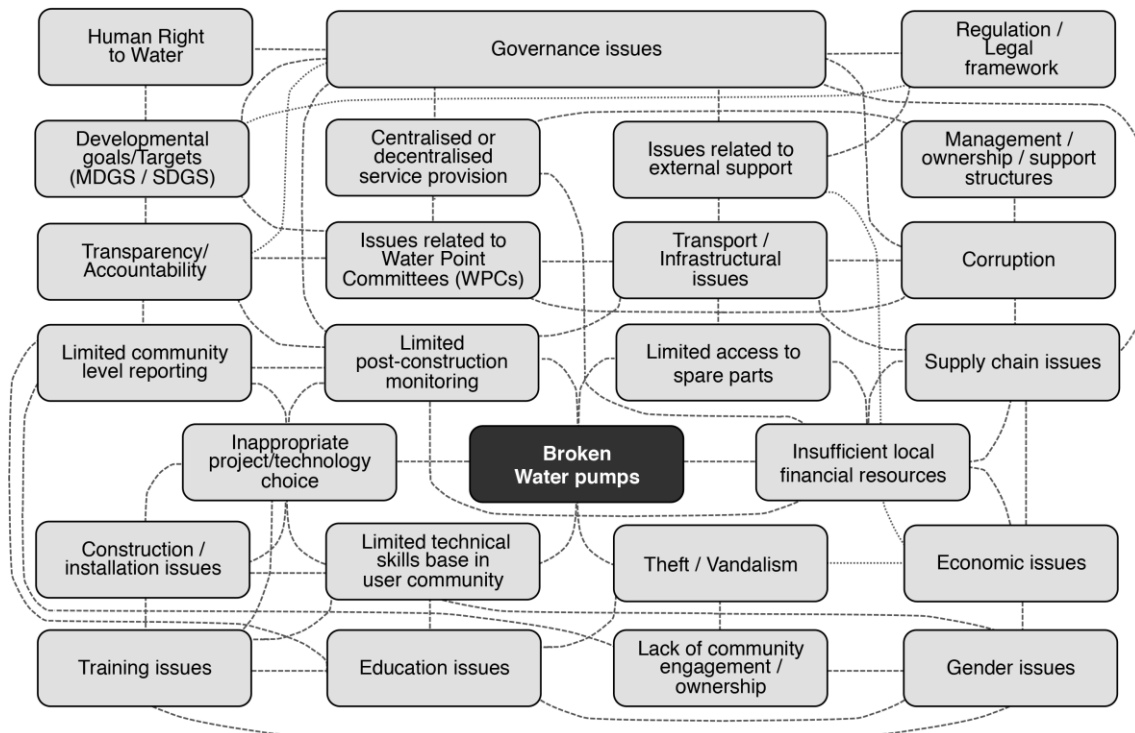 Human Right
to Water
Governance issues
Regulation /
Legal
framework
Developmental
goals/Targets
(MDGS / SDGS)
Centralised or
decentralised
service provision
Issues related to
external support
Management /
ownership / support
structures
Transparency/
Accountability
Issues related to
Water Point
Committees (WPCs)
Transport /
Infrastructural
issues
Corruption
Limited community
level reporting
Limited
post-construction
monitoring
Limited access to
spare parts
Supply chain issues
Inappropriate
project/technology
choice
Broken
Water pumps
Insufficient local
financial resources
Construction /
installation issues
Limited technical
skills base in
user community
Theft / Vandalism
Economic issues
Training issues
Education issues
Lack of community
engagement /
ownership
Gender issues